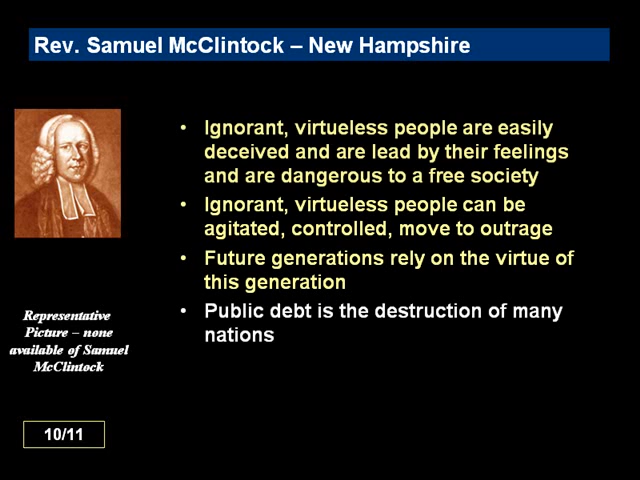 Rev. Samuel McClintock – New Hampshire
• Ignorant, virtueless people are easily
deceived and are lead by their feelings
and are dangerous to a free society
• Ignorant, virtueless people can be
agitated, controlled, move to outrage
• Future generations rely on the virtue of
this generation
• Public debt is the destruction of many
nations
Representative
Picture – none
available of Samuel
McClintock
10/11